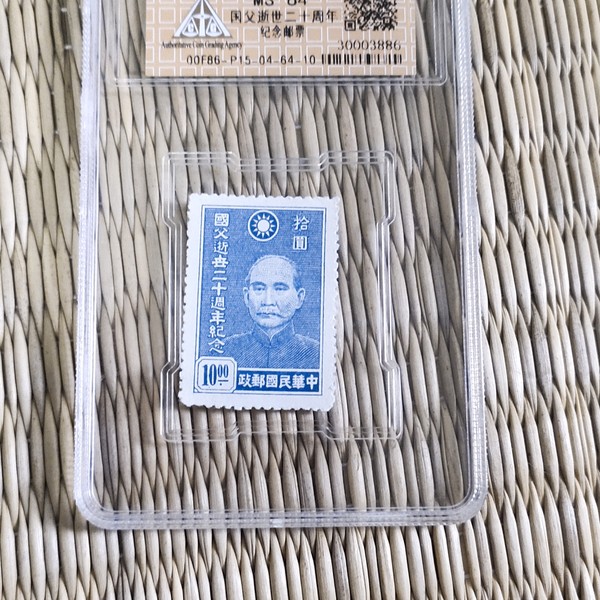 MS 64
国父逝世二十周年
纪念邮票
Authoritative Coin Grading Agency
30003886
00F86-P15-04-64-10
國父逝世二十週年紀念
拾圓
10.00
政郵國民華中